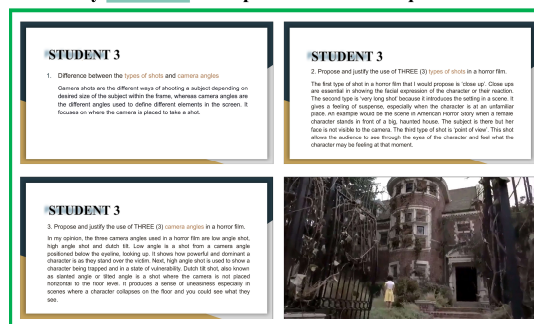 STUDENT 3
1. Difference between the types of shots and camera angles
Camera shots are the different ways of shooting a subject depending on
desired size of the subject within the frame, whereas camera angles are
the different angles used to define different elements in the screen. It
focuses on where the camera is placed to take a shot.
STUDENT 3
2. Propose and justify the use of THREE (3) types of shots in a horror film.
The first type of shot in a horror film that I would propose is 'close up'. Close ups
are essential in showing the facial expression of the character or their reaction.
The second type is 'very long shot' because it introduces the setting in a scene. It
gives a feeling of suspense, especially when the character is at an unfamiliar
place. An example would be the scene in American Horror Story when a female
character stands in front of a big, haunted house. The subject is there but her
face is not visible to the camera. The third type of shot is 'point of view'. This shot
allows the audience to see through the eyes of the character and feel what the
character may be feeling at that moment.
STUDENT 3
3. Propose and justify the use of THREE (3) camera angles in a horror film.
In my opinion, the three camera angles used in a horror film are low angle shot,
high angle shot and dutch tilt. Low angle is a shot from a camera angle
positioned below the eyeline, looking up. It shows how powerful and dominant a
character is as they stand over the victim. Next, high angle shot is used to show a
character being trapped and in a state of vulnerability. Dutch tilt shot, also known
as slanted angle or tilted angle is a shot where the camera is not placed
horizontal to the floor level. It produces a sense of uneasiness especially in
scenes where a character collapses on the floor and you could see what they
see.